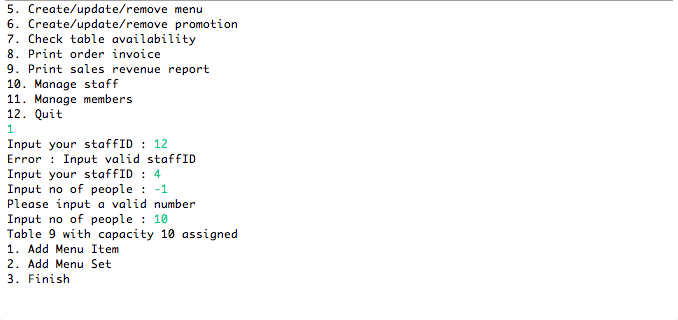 5. Create/update/remove menu
6. Create/update/remove promotion
7. Check table availability
8. Print order invoice
9. Print sales revenue report
10. Manage staff
11. Manage members
12. Quit
1
Input your staffID : 12
Error : Input valid staffID
Input your staffID : 4
Input no of people : -1
Please input a valid number
Input no of people : 10
Table 9 with capacity 10 assigned
1. Add Menu Item
2. Add Menu Set
3. Finish